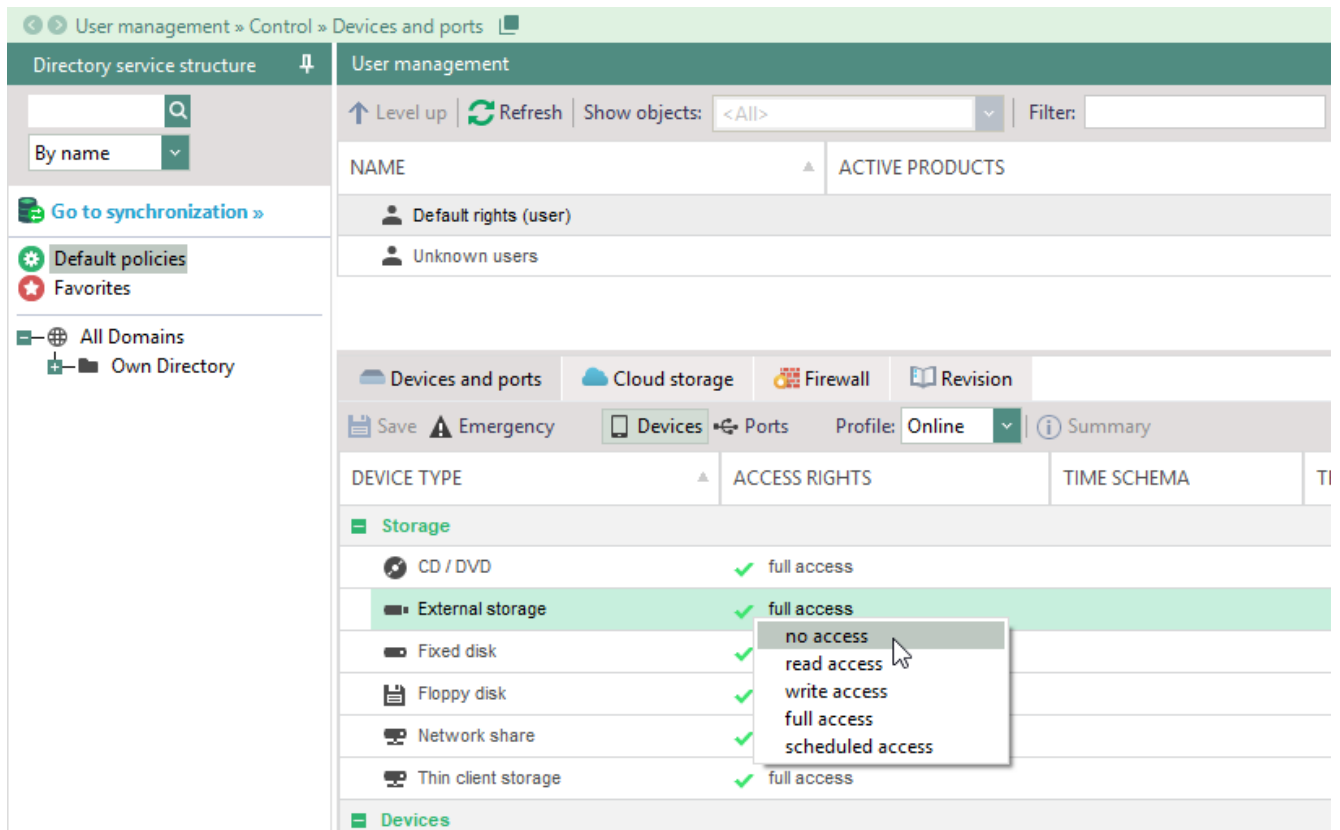 User management » Control » Devices and ports
Directory service structure
By name
Go to synchronization »
Default policies
Favorites
All Domains
Own Directory
User management
Level up Refresh Show objects: <All> Filter:
NAME ACTIVE PRODUCTS
Default rights (user)
Unknown users
Devices and ports Cloud storage Firewall Revision
Save Emergency Devices Ports Profile: Online Summary
DEVICE TYPE ACCESS RIGHTS TIME SCHEMA
Storage
CD / DVD full access
External storage full access
Fixed disk
Floppy disk
Network share
Thin client storage full access
no access
read access
write access
full access
scheduled access
Devices